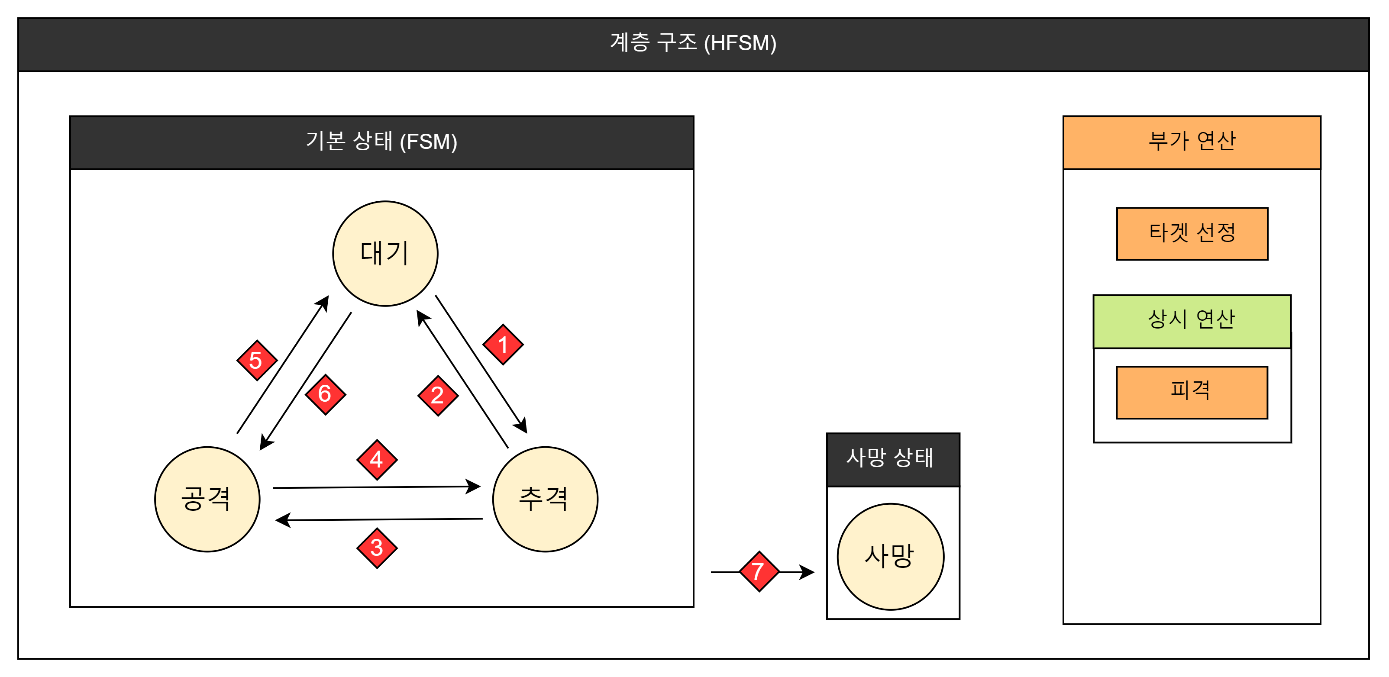 계층 구조 (HFSM)
기본 상태 (FSM)
대기
5
6
2
1
공격
4
3
추격
7
사망 상태
사망
부가 연산
타겟 선정
상시 연산
피격